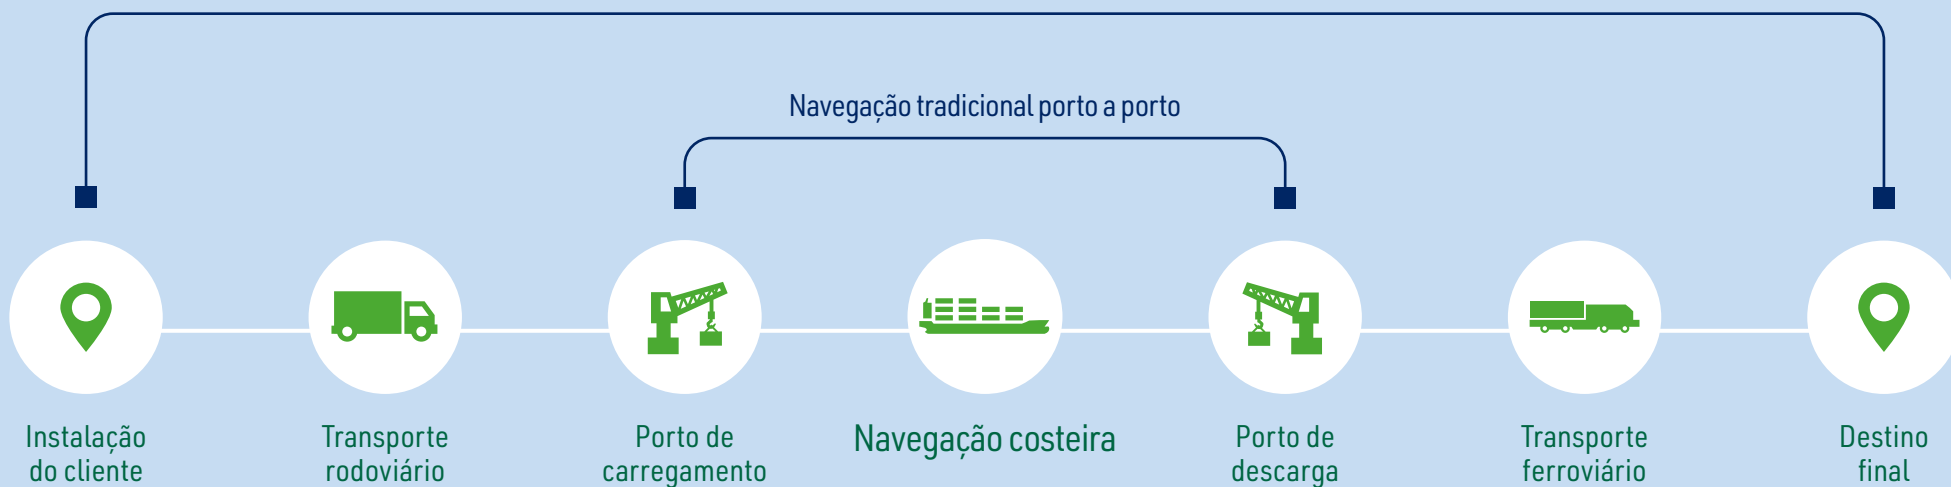 Navegação tradicional porto a porto
Instalação
do cliente
Transporte
rodoviário
Porto de
carregamento
Navegação costeira
Porto de
descarga
Transporte
ferroviário
Destino
final